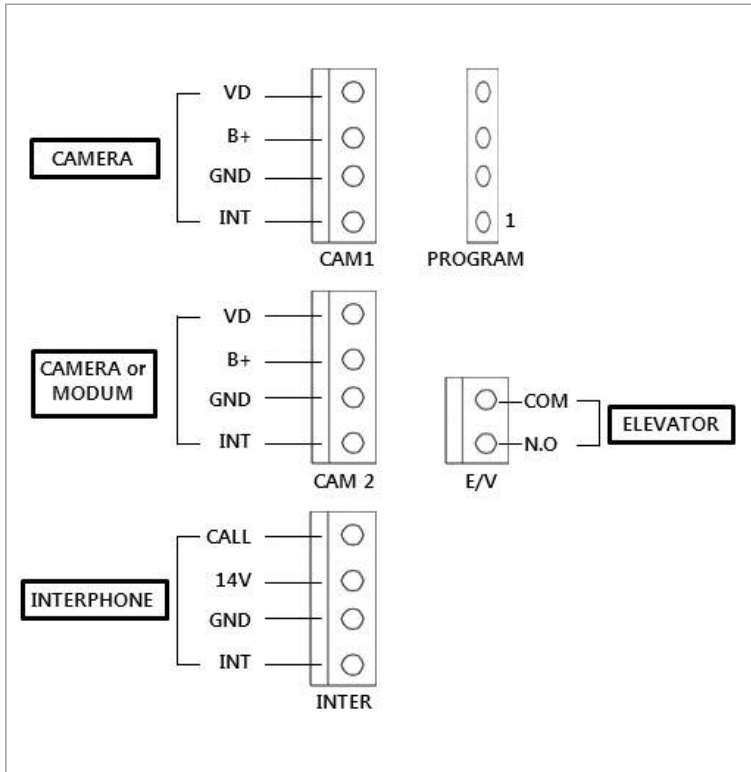 VD
B+
CAMERA
GND
INT
1
CAM1
PROGRAM
VD
B+
CAMERA or
MODUM
GND
INT
CAM 2
COM
ELEVATOR
N.O
E/V
CALL
14V
INTERPHONE
GND
INT
INTER